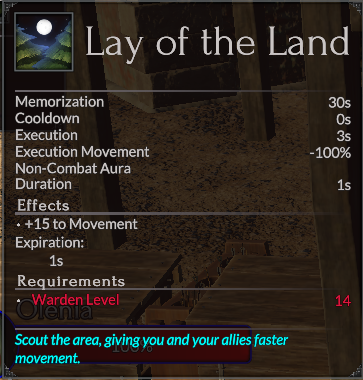 Lay of the Land
Memorization 30s
Cooldown 0s
Execution 3s
Execution Movement -100%
Non-Combat Aura
Duration 1s
Effects
• +15 to Movement
Expiration:
1s
Requirements
• Warden Level 14
Olenia
Scout the area, giving you and your allies faster
movement.
100%